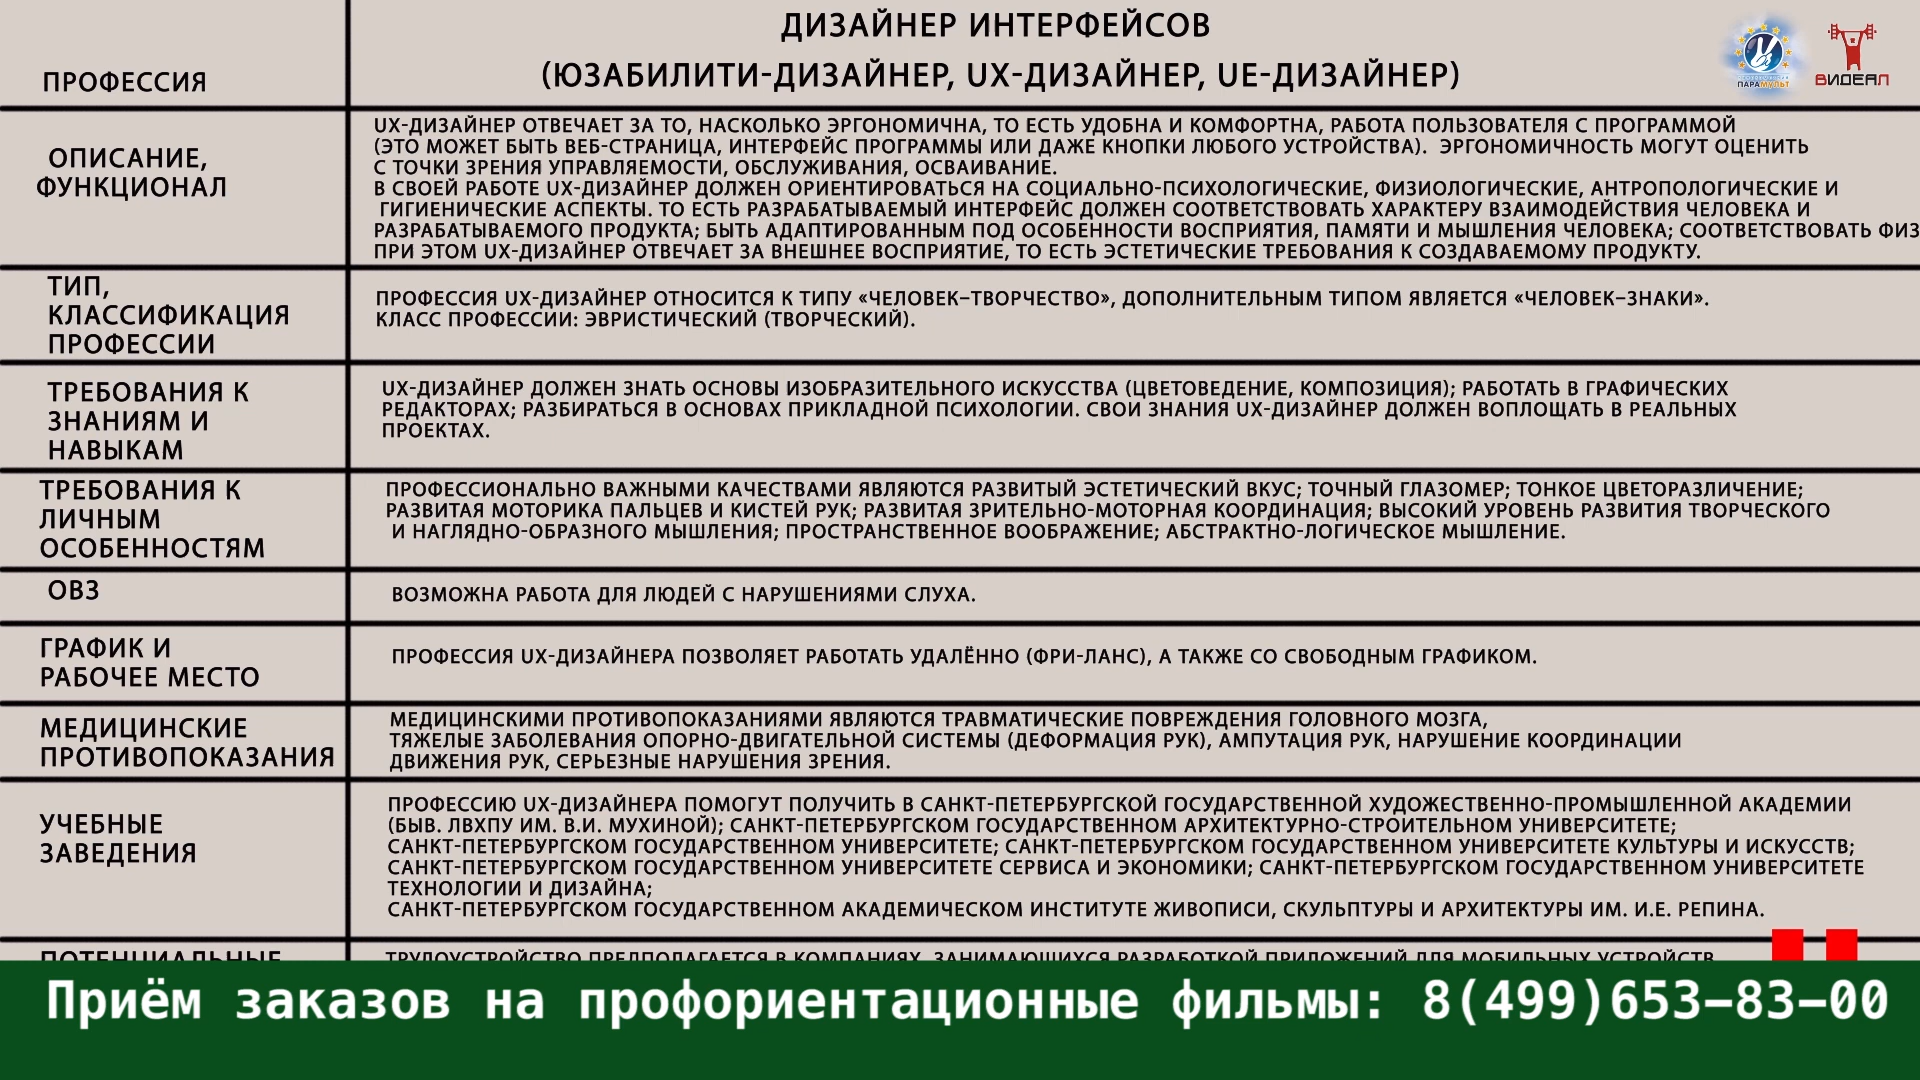 ДИЗАЙНЕР ИНТЕРФЕЙСОВ
(ЮЗАБИЛИТИ-ДИЗАЙНЕР, UX-ДИЗАЙНЕР, UE-ДИЗАЙНЕР)
ПАРАМУЛЬТ
ВИДЕАЛ
ПРОФЕССИЯ
ОПИСАНИЕ,
ФУНКЦИОНАЛ
UX-ДИЗАЙНЕР ОТВЕЧАЕТ ЗА ТО, НАСКОЛЬКО ЭРГОНОМИЧНА, ТО ЕСТЬ УДОБНА И КОМФОРТНА, РАБОТА ПОЛЬЗОВАТЕЛЯ С ПРОГРАММОЙ
(ЭТО МОЖЕТ БЫТЬ ВЕБ-СТРАНИЦА, ИНТЕРФЕЙС ПРОГРАММЫ ИЛИ ДАЖЕ КНОПКИ ЛЮБОГО УСТРОЙСТВА). ЭРГОНОМИЧНОСТЬ МОГУТ ОЦЕНИТЬ
С ТОЧКИ ЗРЕНИЯ УПРАВЛЯЕМОСТИ, ОБСЛУЖИВАНИЯ, ОСВАИВАНИЕ.
В СВОЕЙ РАБОТЕ UX-ДИЗАЙНЕР ДОЛЖЕН ОРИЕНТИРОВАТЬСЯ НА СОЦИАЛЬНО-ПСИХОЛОГИЧЕСКИЕ, ФИЗИОЛОГИЧЕСКИЕ, АНТРОПОЛОГИЧЕСКИЕ И
ГИГИЕНИЧЕСКИЕ АСПЕКТЫ. ТО ЕСТЬ РАЗРАБАТЫВАЕМЫЙ ИНТЕРФЕЙС ДОЛЖЕН СООТВЕТСТВОВАТЬ ХАРАКТЕРУ ВЗАИМОДЕЙСТВИЯ ЧЕЛОВЕКА И
РАЗРАБАТЫВАЕМОГО ПРОДУКТА; БЫТЬ АДАПТИРОВАННЫМ ПОД ОСОБЕННОСТИ ВОСПРИЯТИЯ, ПАМЯТИ И МЫШЛЕНИЯ ЧЕЛОВЕКА; СООТВЕТСТВОВАТЬ ФИЗ
ПРИ ЭТОМ UX-ДИЗАЙНЕР ОТВЕЧАЕТ ЗА ВНЕШНЕЕ ВОСПРИЯТИЕ, ТО ЕСТЬ ЭСТЕТИЧЕСКИЕ ТРЕБОВАНИЯ К СОЗДАВАЕМОМУ ПРОДУКТУ.
ТИП,
КЛАССИФИКАЦИЯ
ПРОФЕССИИ
ПРОФЕССИЯ UX-ДИЗАЙНЕР ОТНОСИТСЯ К ТИПУ «ЧЕЛОВЕК–ТВОРЧЕСТВО», ДОПОЛНИТЕЛЬНЫМ ТИПОМ ЯВЛЯЕТСЯ «ЧЕЛОВЕК–ЗНАКИ».
КЛАСС ПРОФЕССИИ: ЭВРИСТИЧЕСКИЙ (ТВОРЧЕСКИЙ).
ТРЕБОВАНИЯ К
ЗНАНИЯМ И
НАВЫКАМ
UX-ДИЗАЙНЕР ДОЛЖЕН ЗНАТЬ ОСНОВЫ ИЗОБРАЗИТЕЛЬНОГО ИСКУССТВА (ЦВЕТОВЕДЕНИЕ, КОМПОЗИЦИЯ); РАБОТАТЬ В ГРАФИЧЕСКИХ
РЕДАКТОРАХ; РАЗБИРАТЬСЯ В ОСНОВАХ ПРИКЛАДНОЙ ПСИХОЛОГИИ. СВОИ ЗНАНИЯ UX-ДИЗАЙНЕР ДОЛЖЕН ВОПЛОЩАТЬ В РЕАЛЬНЫХ
ПРОЕКТАХ.
ТРЕБОВАНИЯ К
ЛИЧНЫМ
ОСОБЕННОСТЯМ
ПРОФЕССИОНАЛЬНО ВАЖНЫМИ КАЧЕСТВАМИ ЯВЛЯЮТСЯ РАЗВИТЫЙ ЭСТЕТИЧЕСКИЙ ВКУС; ТОЧНЫЙ ГЛАЗОМЕР; ТОНКОЕ ЦВЕТОРАЗЛИЧЕНИЕ;
РАЗВИТАЯ МОТОРИКА ПАЛЬЦЕВ И КИСТЕЙ РУК; РАЗВИТАЯ ЗРИТЕЛЬНО-МОТОРНАЯ КООРДИНАЦИЯ; ВЫСОКИЙ УРОВЕНЬ РАЗВИТИЯ ТВОРЧЕСКОГО
И НАГЛЯДНО-ОБРАЗНОГО МЫШЛЕНИЯ; ПРОСТРАНСТВЕННОЕ ВООБРАЖЕНИЕ; АБСТРАКТНО-ЛОГИЧЕСКОЕ МЫШЛЕНИЕ.
ОВЗ
ВОЗМОЖНА РАБОТА ДЛЯ ЛЮДЕЙ С НАРУШЕНИЯМИ СЛУХА.
ГРАФИК И
РАБОЧЕЕ МЕСТО
ПРОФЕССИЯ UX-ДИЗАЙНЕРА ПОЗВОЛЯЕТ РАБОТАТЬ УДАЛЁННО (ФРИ-ЛАНС), А ТАКЖЕ СО СВОБОДНЫМ ГРАФИКОМ.
МЕДИЦИНСКИЕ
ПРОТИВОПОКАЗАНИЯ
МЕДИЦИНСКИМИ ПРОТИВОПОКАЗАНИЯМИ ЯВЛЯЮТСЯ ТРАВМАТИЧЕСКИЕ ПОВРЕЖДЕНИЯ ГОЛОВНОГО МОЗГА,
ТЯЖЕЛЫЕ ЗАБОЛЕВАНИЯ ОПОРНО-ДВИГАТЕЛЬНОЙ СИСТЕМЫ (ДЕФОРМАЦИЯ РУК), АМПУТАЦИЯ РУК, НАРУШЕНИЕ КООРДИНАЦИИ
ДВИЖЕНИЯ РУК, СЕРЬЕЗНЫЕ НАРУШЕНИЯ ЗРЕНИЯ.
УЧЕБНЫЕ
ЗАВЕДЕНИЯ
ПРОФЕССИЮ UX-ДИЗАЙНЕРА ПОМОГУТ ПОЛУЧИТЬ В САНКТ-ПЕТЕРБУРГСКОЙ ГОСУДАРСТВЕННОЙ ХУДОЖЕСТВЕННО-ПРОМЫШЛЕННОЙ АКАДЕМИИ
(БЫВ. ЛВХПУ ИМ. В.И. МУХИНОЙ); САНКТ-ПЕТЕРБУРГСКОМ ГОСУДАРСТВЕННОМ АРХИТЕКТУРНО-СТРОИТЕЛЬНОМ УНИВЕРСИТЕТЕ;
САНКТ-ПЕТЕРБУРГСКОМ ГОСУДАРСТВЕННОМ УНИВЕРСИТЕТЕ; САНКТ-ПЕТЕРБУРГСКОМ ГОСУДАРСТВЕННОМ УНИВЕРСИТЕТЕ КУЛЬТУРЫ И ИСКУССТВ;
САНКТ-ПЕТЕРБУРГСКОМ ГОСУДАРСТВЕННОМ УНИВЕРСИТЕТЕ СЕРВИСА И ЭКОНОМИКИ; САНКТ-ПЕТЕРБУРГСКОМ ГОСУДАРСТВЕННОМ УНИВЕРСИТЕТЕ
ТЕХНОЛОГИИ И ДИЗАЙНА;
САНКТ-ПЕТЕРБУРГСКОМ ГОСУДАРСТВЕННОМ АКАДЕМИЧЕСКОМ ИНСТИТУТЕ ЖИВОПИСИ, СКУЛЬПТУРЫ И АРХИТЕКТУРЫ ИМ. И.Е. РЕПИНА.
ПОТЕНЦИАЛЬНЫЕ
ТРУДОУСТРОЙСТВО ПРЕДПОЛАГАЕТСЯ В КОМПАНИЯХ, ЗАНИМАЮЩИХСЯ РАЗРАБОТКОЙ ПРИЛОЖЕНИЙ ДЛЯ МОБИЛЬНЫХ УСТРОЙСТВ
Приём заказов на профориентационные фильмы: 8(499)653–83–00